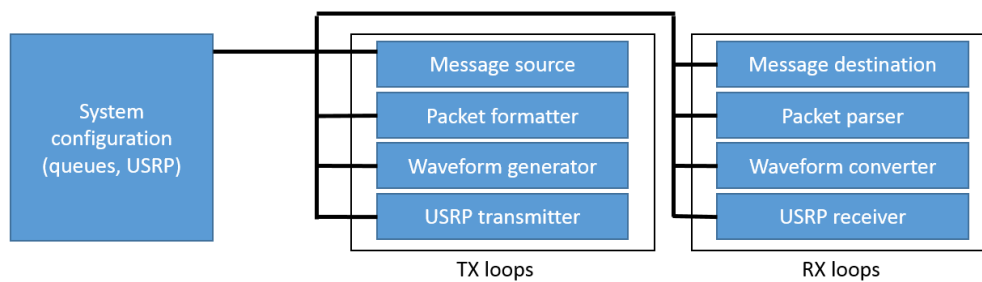 System
configuration
(queues, USRP)
Message source
Packet formatter
Waveform generator
USRP transmitter
TX loops
Message destination
Packet parser
Waveform converter
USRP receiver
RX loops